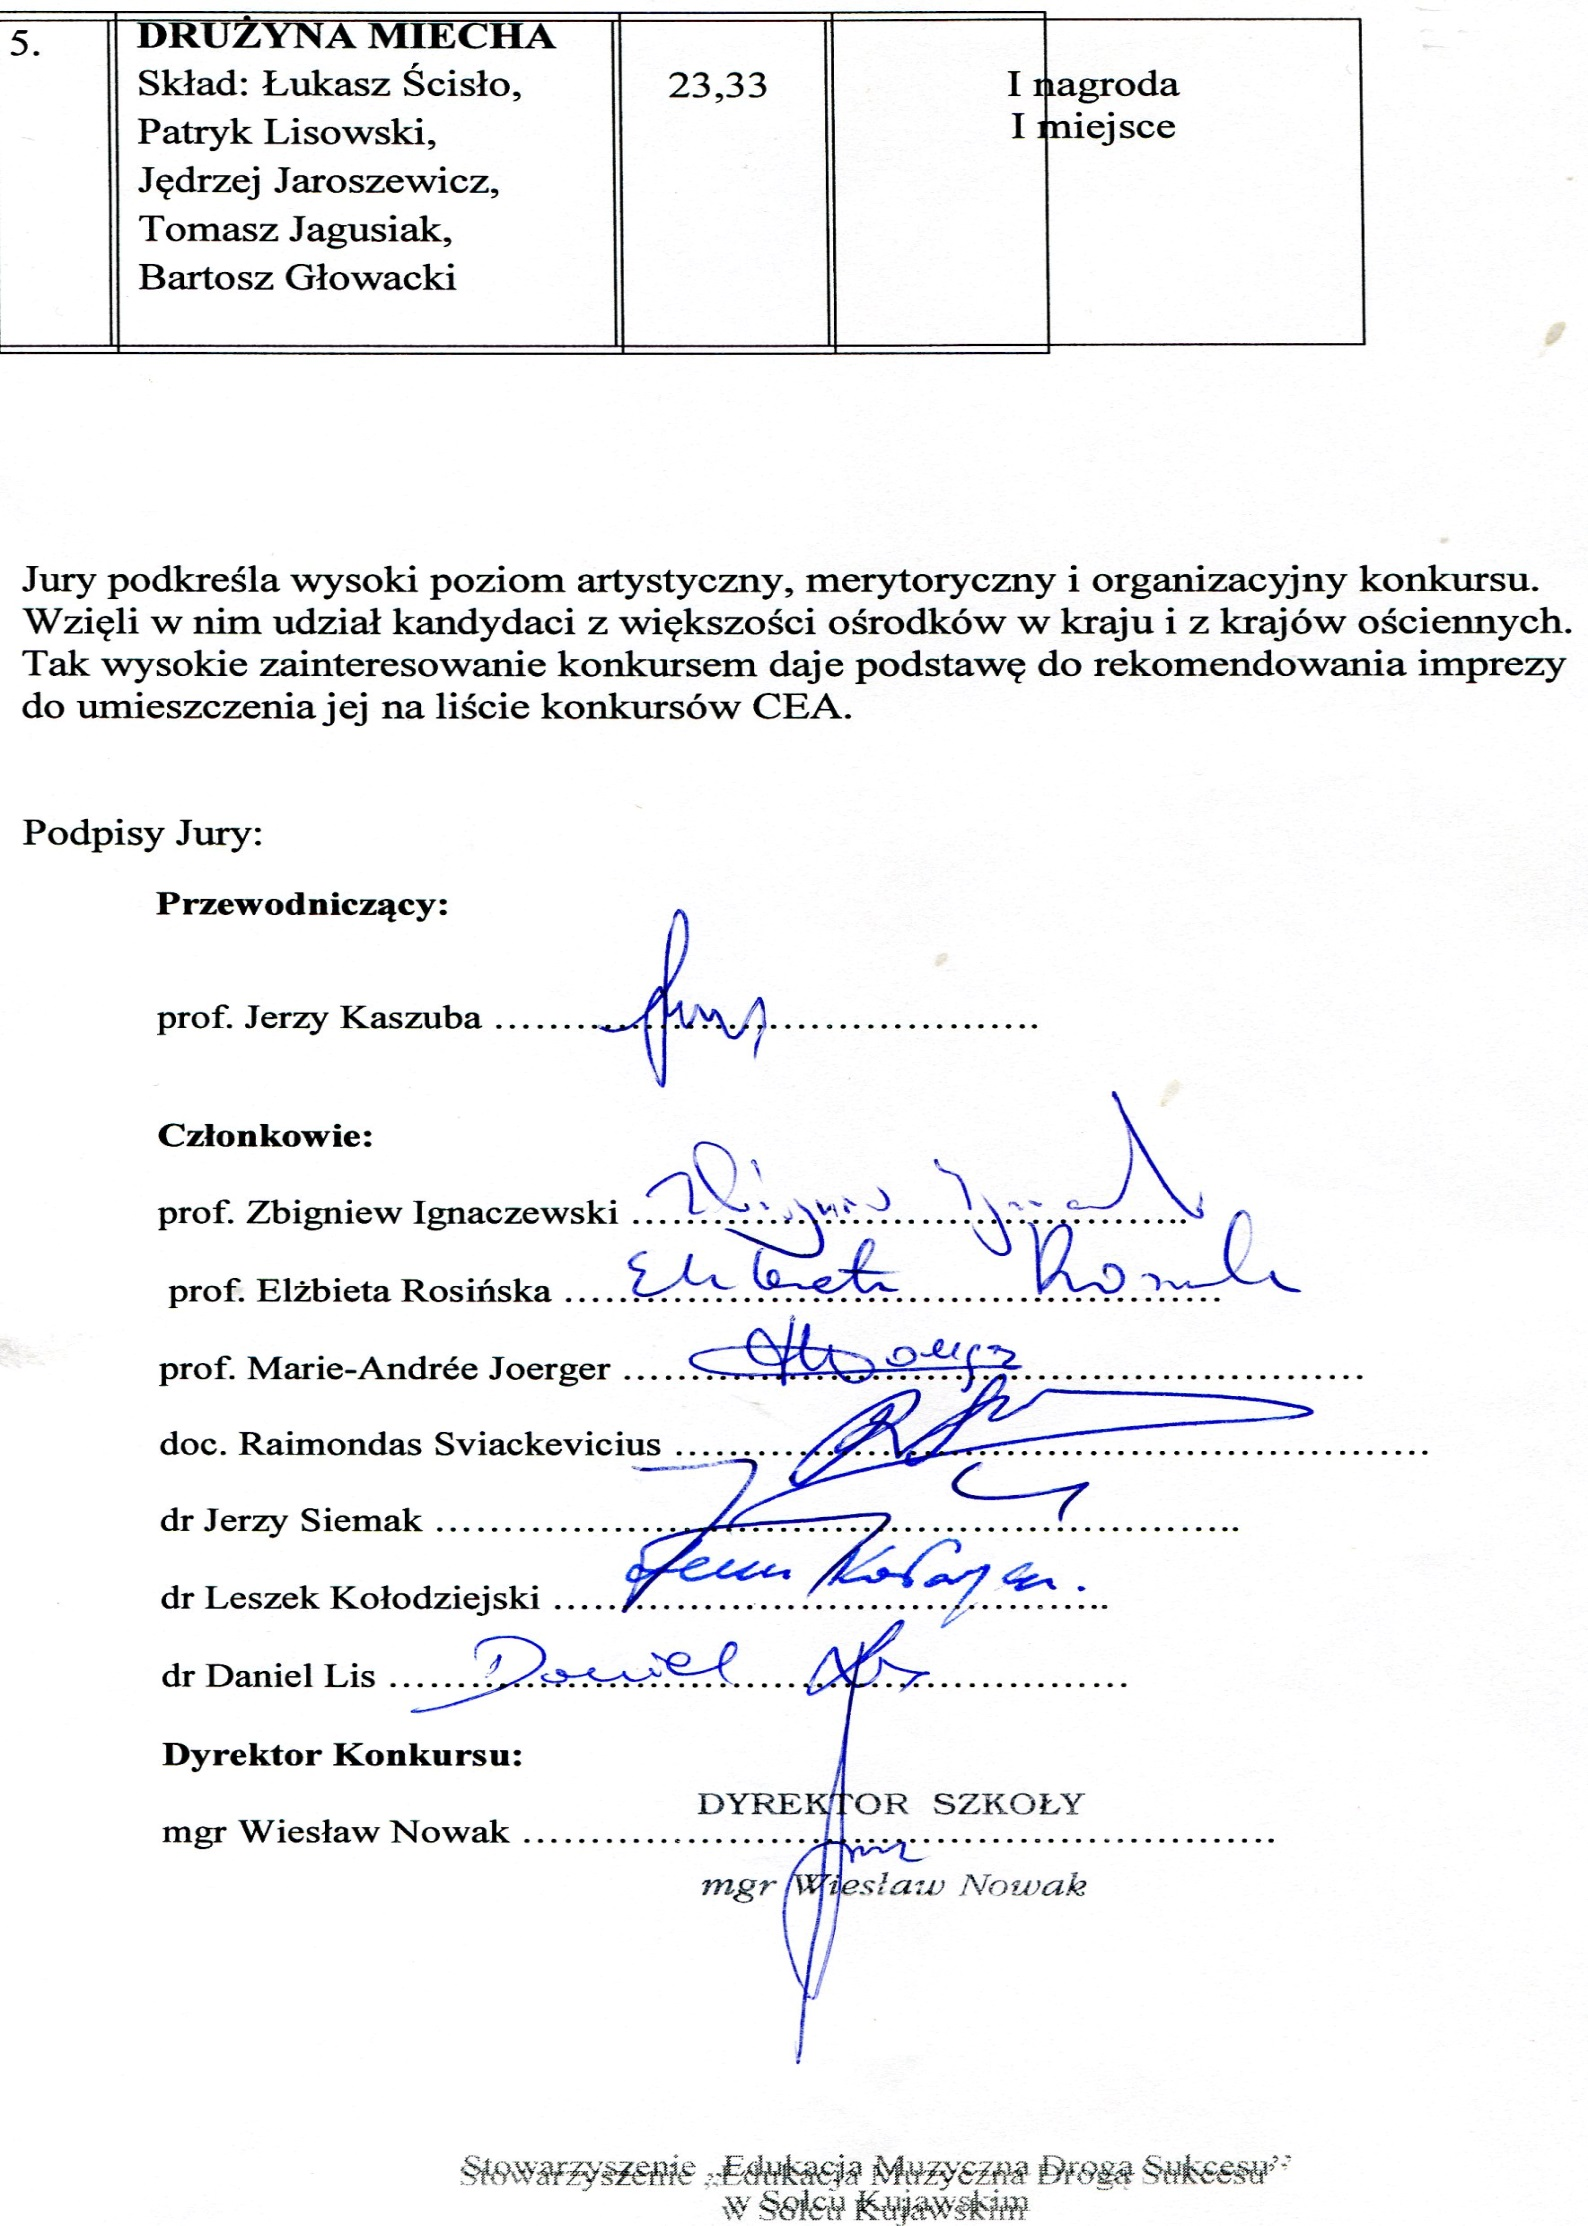 5.
DRUŻYNA MIECHA
Skład: Łukasz Ścisło,
Patryk Lisowski,
Jędrzej Jaroszewicz,
Tomasz Jagusiak,
Bartosz Głowacki
23,33
I nagroda
I miejsce
Jury podkreśla wysoki poziom artystyczny, merytoryczny i organizacyjny konkursu.
Wzięli w nim udział kandydaci z większości ośrodków w kraju i z krajów ościennych.
Tak wysokie zainteresowanie konkursem daje podstawę do rekomendowania imprezy
do umieszczenia jej na liście konkursów CEA.
Podpisy Jury:
Przewodniczący:
prof. Jerzy Kaszuba ................................................
Członkowie:
prof. Zbigniew Ignaczewski ................................................
prof. Elżbieta Rosińska ................................................
prof. Marie-Andrée Joerger ................................................
doc. Raimondas Sviackevicius ................................................
dr Jerzy Siemak ................................................
dr Leszek Kołodziejski ................................................
dr Daniel Lis ................................................
Daniel Lis
Dyrektor Konkursu:
DYREKTOR SZKOŁY
mgr Wiesław Nowak ................................................
mgr Wiesław Nowak
Stowarzyszenie „Edukacja Muzyczna Drogą Sukcesu”
w Solcu Kujawskim